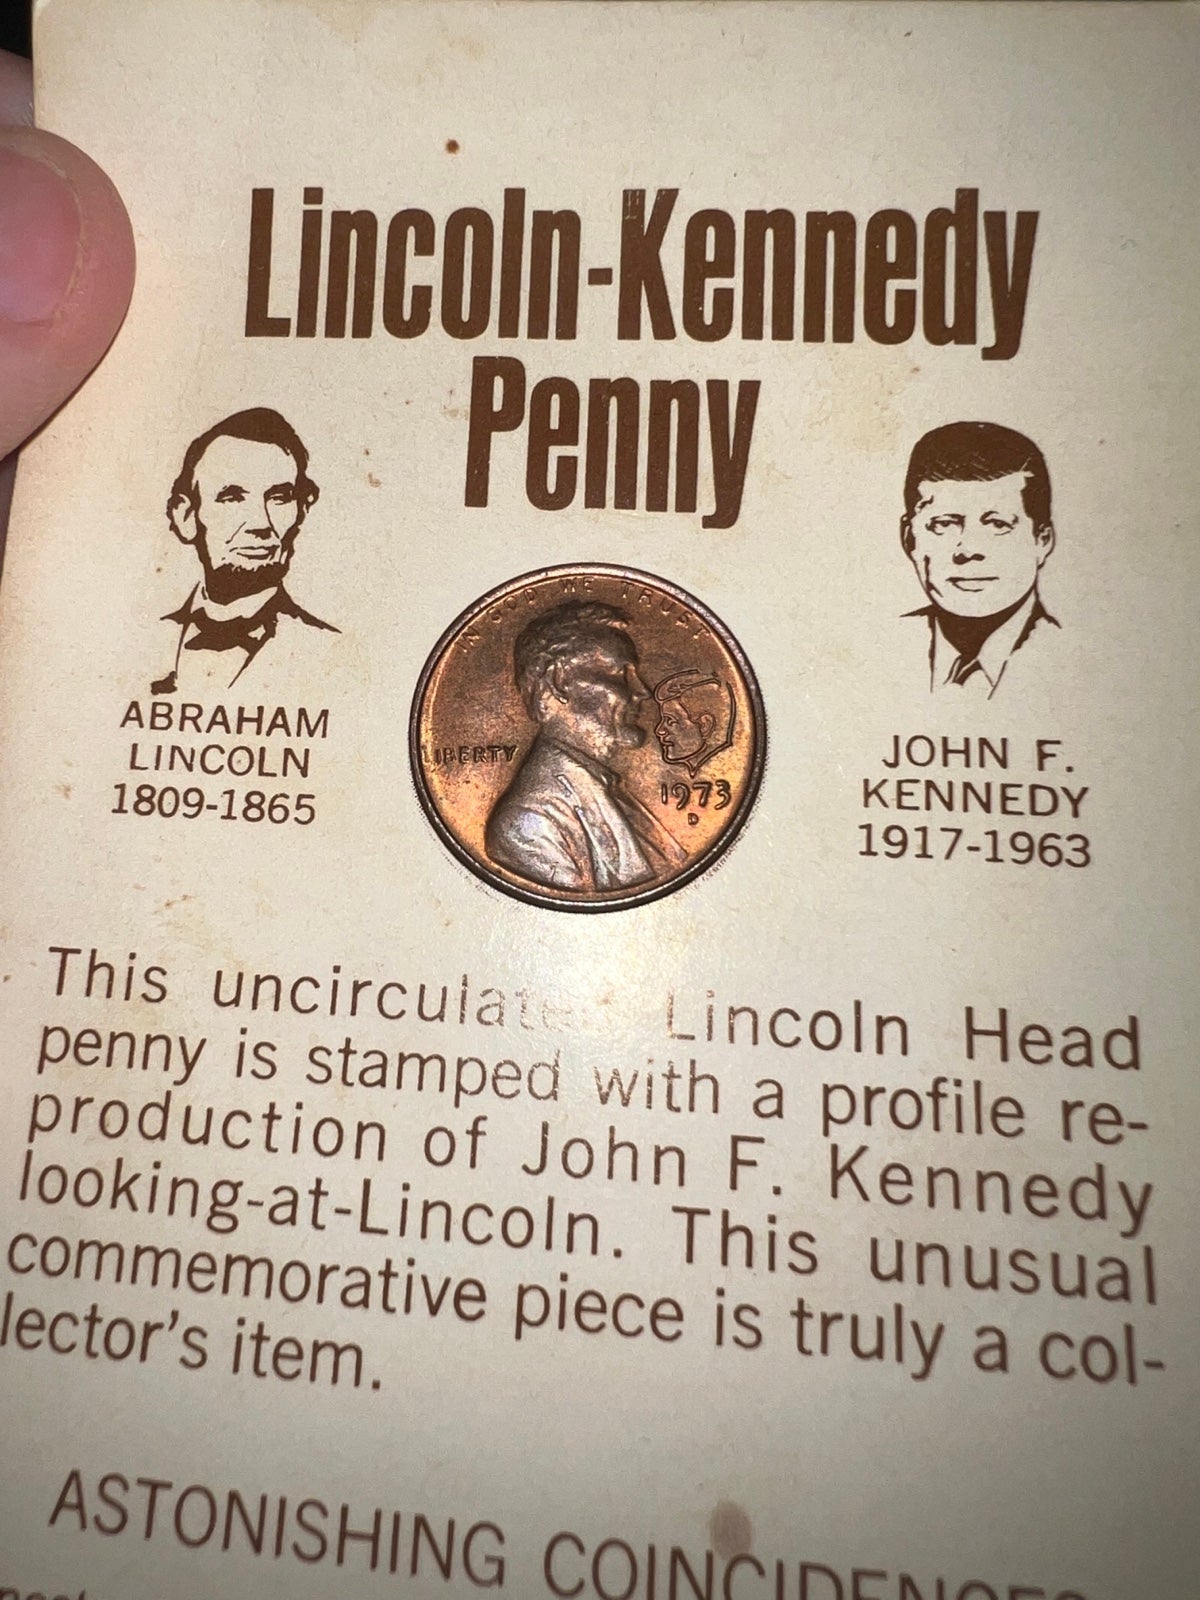 Lincoln-Kennedy
Penny
ABRAHAM
LINCOLN
1809-1865
JOHN F.
KENNEDY
1917-1963
IN GOD WE TRUST
LIBERTY
1973
D
This uncirculated Lincoln Head
penny is stamped with a profile re-
production of John F. Kennedy
looking-at-Lincoln. This unusual
commemorative piece is truly a col-
lector's item.
ASTONISHING COINCIDENCES